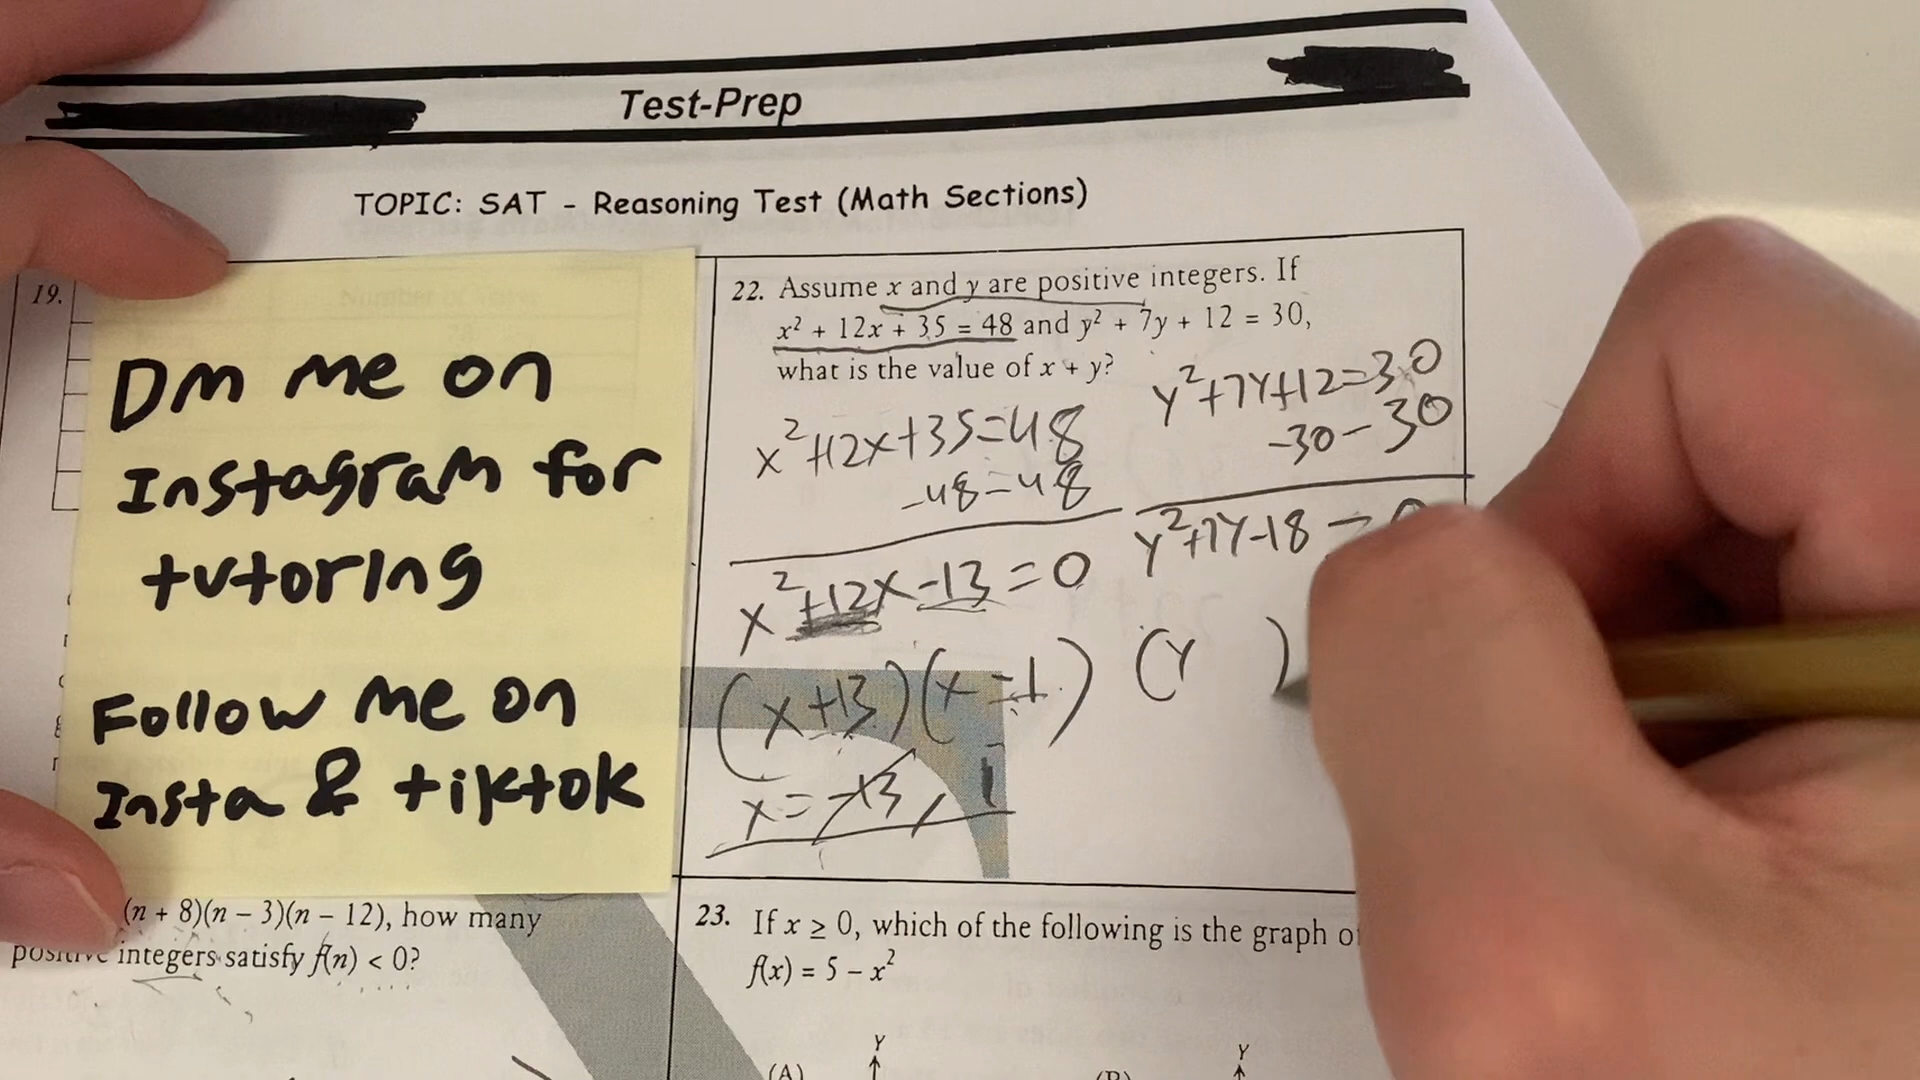 Test-Prep
TOPIC: SAT - Reasoning Test (Math Sections)
19.
Dm me on
Instagram for
tutoring
Follow me on
Insta & tiktok
(n + 8)(n − 3)(n − 12), how many
positive integers satisfy f(n) < 0?
22. Assume x and y are positive integers. If
x² + 12x + 35 = 48 and y² + 7y + 12 = 30,
what is the value of x + y?
x²+12x+35=48
-48=48
x²+12x-13=0
(x+13)(x-1)
x=-13, 1
y²+7y+12=30
-30-30
y²+7y-18=0
(y )
23. If x ≥ 0, which of the following is the graph
f(x) = 5 − x²
Y
Y
(A)